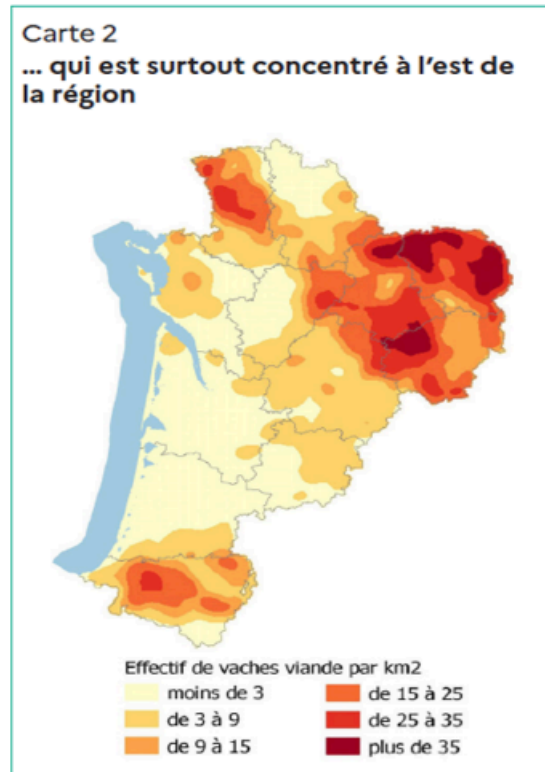 Carte 2
... qui est surtout concentré à l'est de
la région
Effectif de vaches viande par km2
moins de 3
de 3 à 9
de 9 à 15
de 15 à 25
de 25 à 35
plus de 35